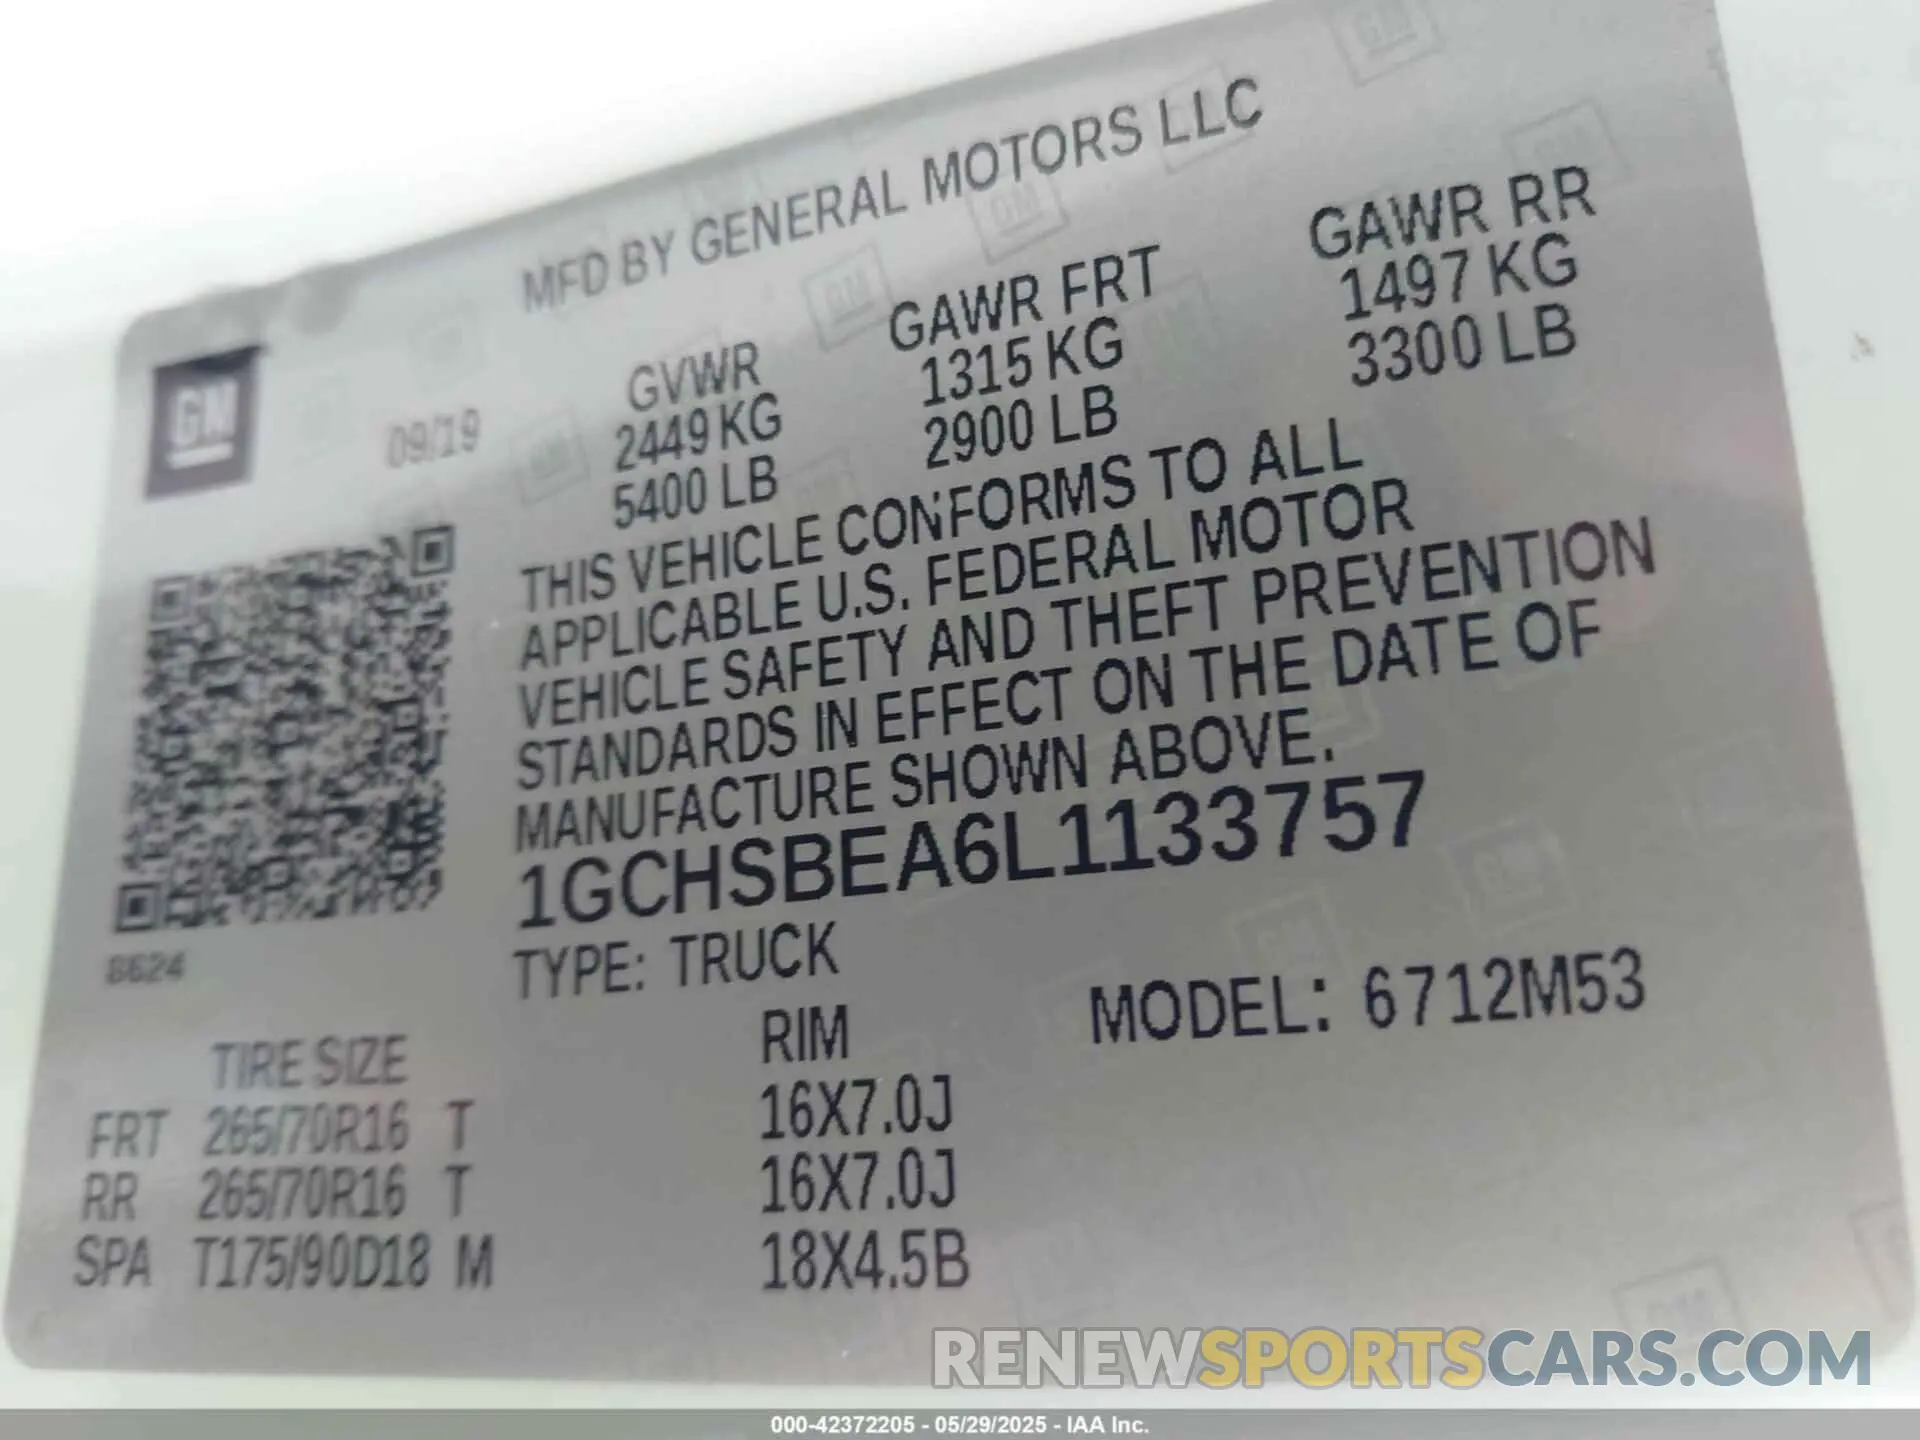 MFD BY GENERAL MOTORS LLC
GM
09/19
GVWR GAWR FRT GAWR RR
2449 KG 1315 KG 1497 KG
5400 LB 2900 LB 3300 LB
THIS VEHICLE CONFORMS TO ALL
APPLICABLE U.S. FEDERAL MOTOR
VEHICLE SAFETY AND THEFT PREVENTION
STANDARDS IN EFFECT ON THE DATE OF
MANUFACTURE SHOWN ABOVE.
1GCHSBEA6L1133757
8624
TYPE: TRUCK
MODEL: 6712M53
TIRE SIZE RIM
FRT 265/70R16 T 16X7.0J
RR 265/70R16 T 16X7.0J
SPA T175/90D18 M 18X4.5B
RENEWSPORTSCARS.COM
000-42372205 - 05/29/2025 - IAA Inc.